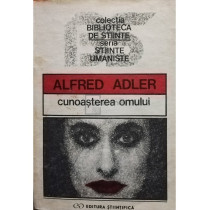 colecția
BIBLIOTECA
DE ȘTIINȚE
seria
ȘTIINȚE
UMANISTE
ALFRED ADLER
cunoașterea omului
EDITURA ȘTIINȚIFICĂ